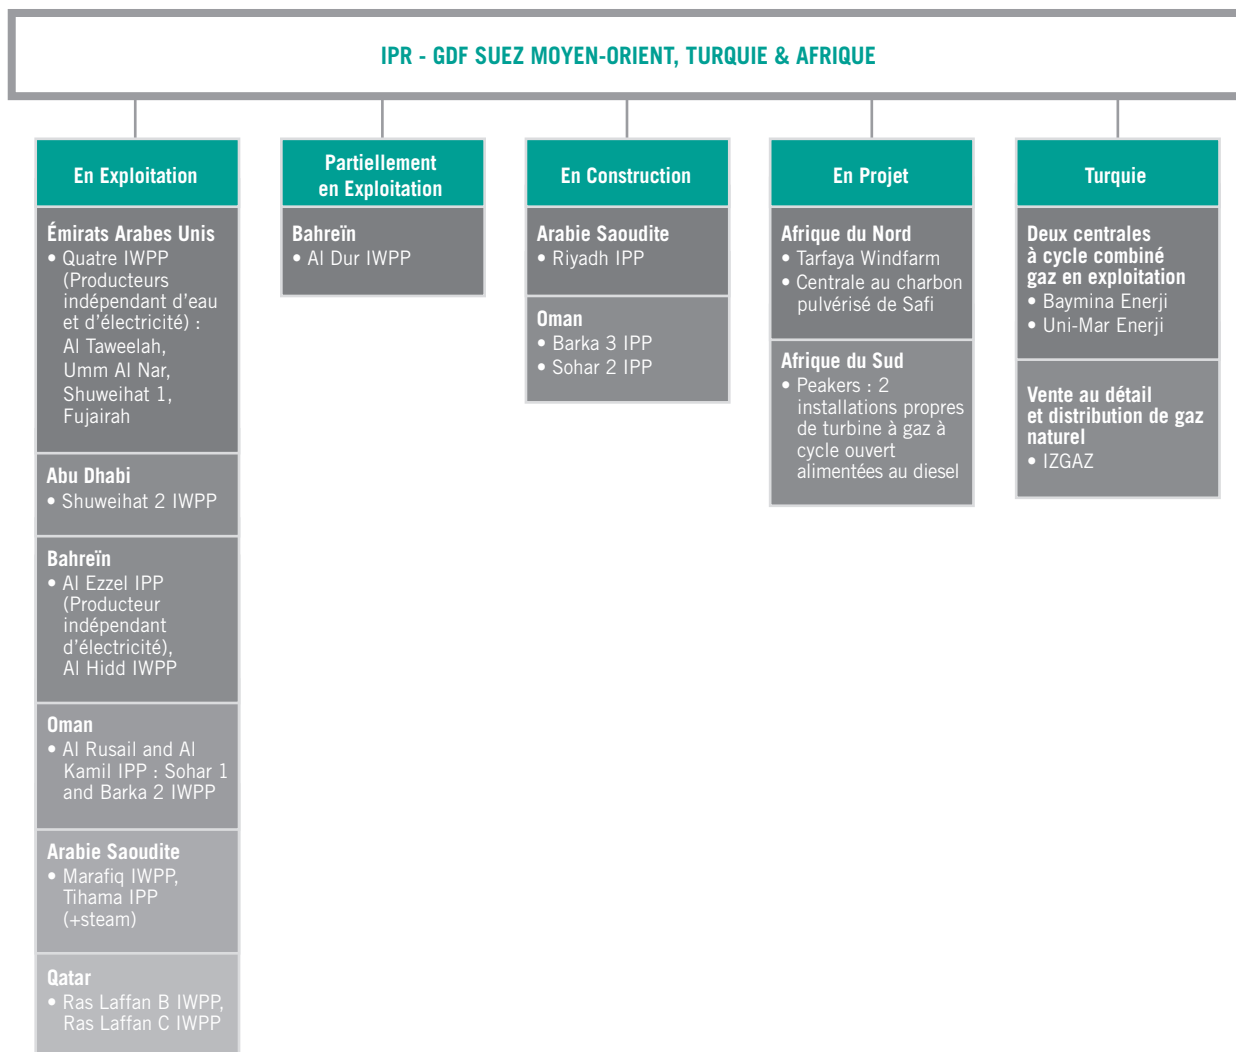 IPR - GDF SUEZ MOYEN-ORIENT, TURQUIE & AFRIQUE
En Exploitation
Émirats Arabes Unis
• Quatre IWPP
(Producteurs
indépendant d'eau
et d'électricité) :
Al Taweelah,
Umm Al Nar,
Shuweihat 1,
Fujairah
Abu Dhabi
• Shuweihat 2 IWPP
Bahreïn
• Al Ezzel IPP
(Producteur
indépendant
d'électricité),
Al Hidd IWPP
Oman
• Al Rusail and Al
Kamil IPP : Sohar 1
and Barka 2 IWPP
Arabie Saoudite
• Marafiq IWPP,
Tihama IPP
(+steam)
Qatar
• Ras Laffan B IWPP,
Ras Laffan C IWPP
Partiellement
en Exploitation
Bahreïn
• Al Dur IWPP
En Construction
Arabie Saoudite
• Riyadh IPP
Oman
• Barka 3 IPP
• Sohar 2 IPP
En Projet
Afrique du Nord
• Tarfaya Windfarm
• Centrale au charbon
pulvérisé de Safi
Afrique du Sud
• Peakers : 2
installations propres
de turbine à gaz à
cycle ouvert
alimentées au diesel
Turquie
Deux centrales
à cycle combiné
gaz en exploitation
• Baymina Enerji
• Uni-Mar Enerji
Vente au détail
et distribution de gaz
naturel
• IZGAZ